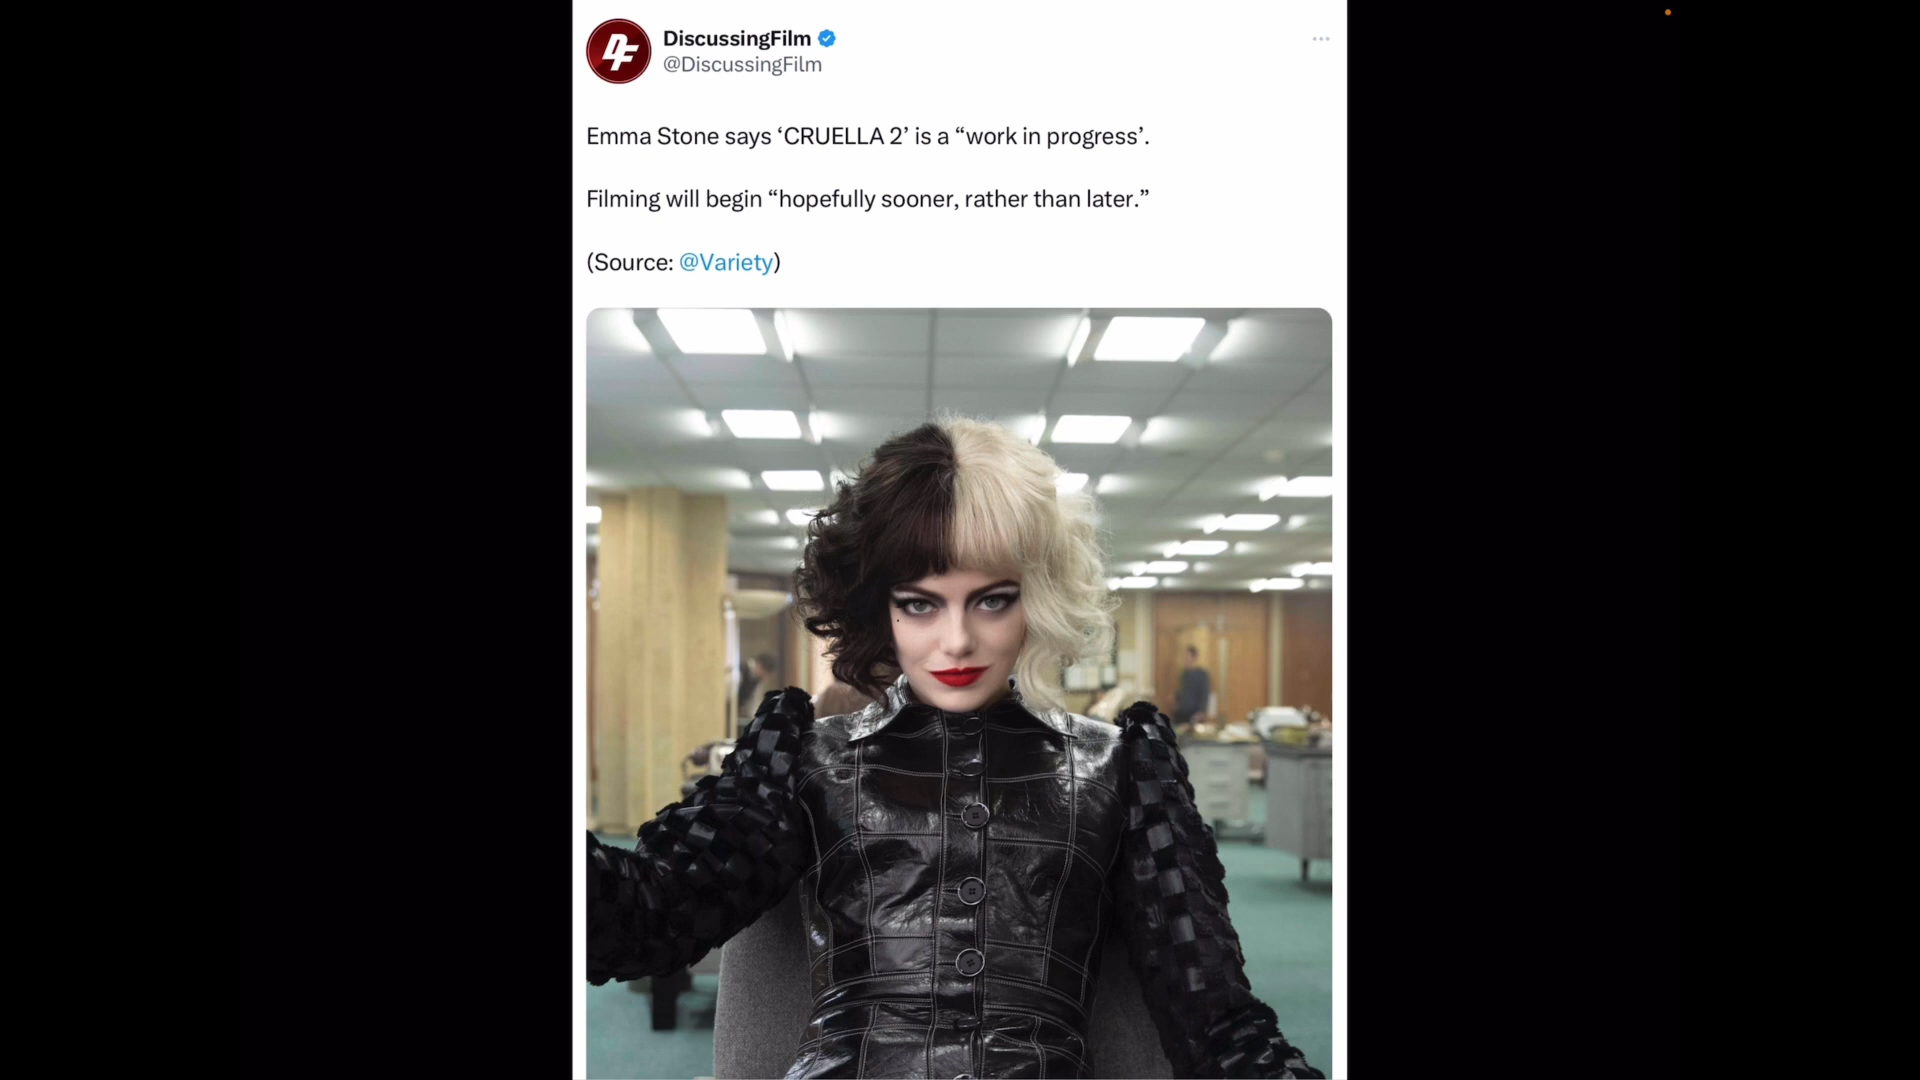 DiscussingFilm
@DiscussingFilm
Emma Stone says ‘CRUELLA 2’ is a “work in progress’.
Filming will begin “hopefully sooner, rather than later.”
(Source: @Variety)